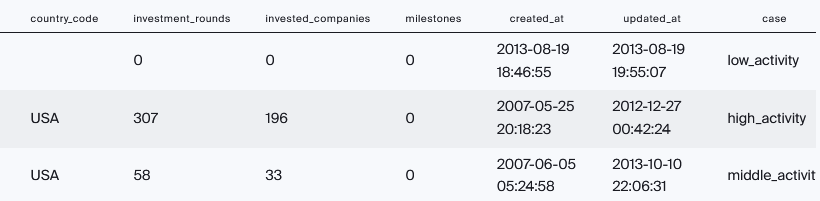 country_code investment_rounds invested_companies milestones created_at updated_at case
0 0 0 2013-08-19 18:46:55 2013-08-19 19:55:07 low_activity
USA 307 196 0 2007-05-25 20:18:23 2012-12-27 00:42:24 high_activity
USA 58 33 0 2007-06-05 05:24:58 2013-10-10 22:06:31 middle_activit